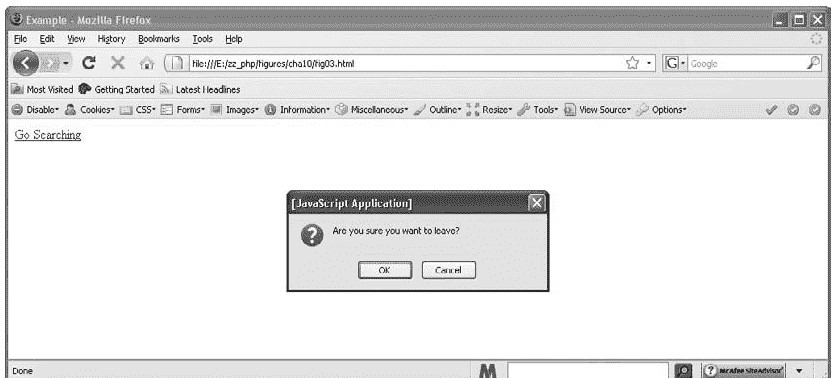 Example - Mozilla Firefox
File Edit View History Bookmarks Tools Help
file:///E:/zz_php/figures/cha10/fig03.html G Google
Most Visited Getting Started Latest Headlines
Disable Cookies CSS Forms Images Information Miscellaneous Outline Resize Tools View Source Options
Go Searching
[JavaScript Application]
Are you sure you want to leave?
OK Cancel
Done McAfee SiteAdvisor